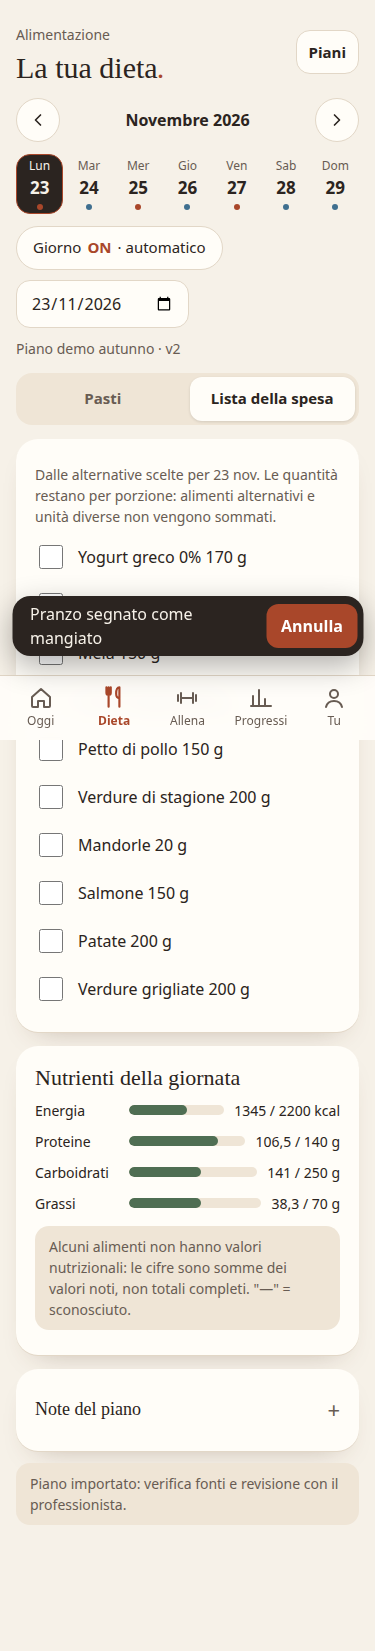 Alimentazione
La tua dieta.
Piani
Novembre 2026
Lun Mar Mer Gio Ven Sab Dom
23 24 25 26 27 28 29
Giorno ON · automatico
23/11/2026
Piano demo autunno · v2
Pasti
Lista della spesa
Dalle alternative scelte per 23 nov. Le quantità
restano per porzione: alimenti alternativi e
unità diverse non vengono sommati.
Yogurt greco 0% 170 g
Pranzo segnato come
mangiato
Annulla
Mela 150 g
Oggi Dieta Allena Progressi Tu
Petto di pollo 150 g
Verdure di stagione 200 g
Mandorle 20 g
Salmone 150 g
Patate 200 g
Verdure grigliate 200 g
Nutrienti della giornata
Energia 1345 / 2200 kcal
Proteine 106,5 / 140 g
Carboidrati 141 / 250 g
Grassi 38,3 / 70 g
Alcuni alimenti non hanno valori
nutrizionali: le cifre sono somme dei
valori noti, non totali completi. "—" =
sconosciuto.
Note del piano +
Piano importato: verifica fonti e revisione con il
professionista.